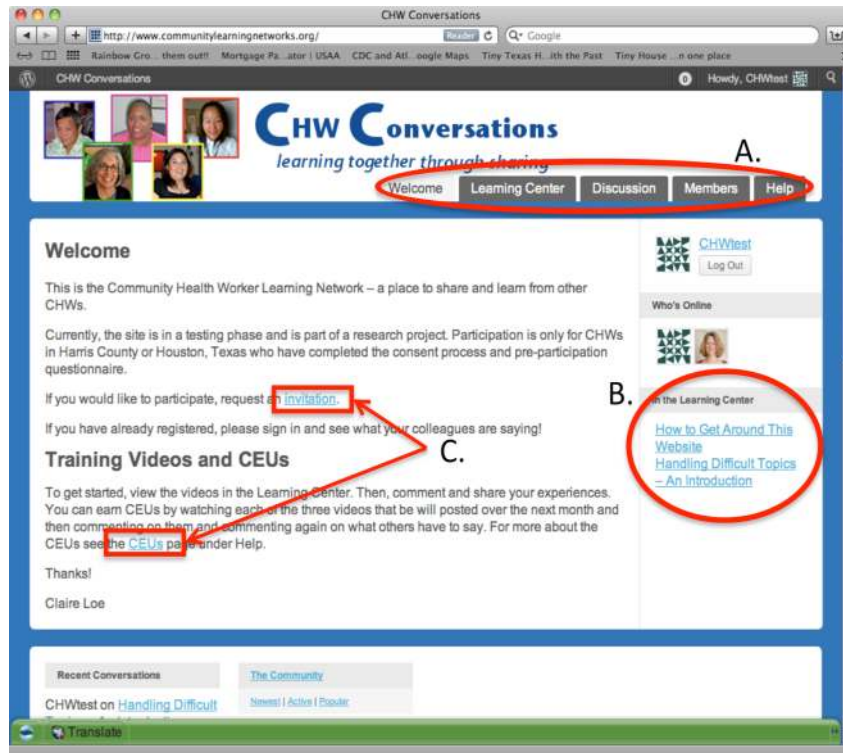 CHW Conversations
http://www.communitylearningnetworks.org/
Reader
Google
Rainbow Gro... them out!!
Mortgage Pa...ator | USAA
CDC and Atl...oogle Maps
Tiny Texas H...ith the Past
Tiny House ...n one place
CHW Conversations
0
Howdy, CHWtest
CHW Conversations
learning together through sharing
A.
Welcome
Learning Center
Discussion
Members
Help
Welcome
This is the Community Health Worker Learning Network – a place to share and learn from other
CHWs.
Currently, the site is in a testing phase and is part of a research project. Participation is only for CHWs
in Harris County or Houston, Texas who have completed the consent process and pre-participation
questionnaire.
If you would like to participate, request an invitation.
If you have already registered, please sign in and see what your colleagues are saying!
C.
Training Videos and CEUs
To get started, view the videos in the Learning Center. Then, comment and share your experiences.
You can earn CEUs by watching each of the three videos that be will posted over the next month and
then commenting on them and commenting again on what others have to say. For more about the
CEUs see the CEUs page under Help.
Thanks!
Claire Loe
CHWtest
Log Out
Who's Online
B.
In the Learning Center
How to Get Around This
Website
Handling Difficult Topics
– An Introduction
Recent Conversations
CHWtest on Handling Difficult
The Community
Newest | Active | Popular
Translate